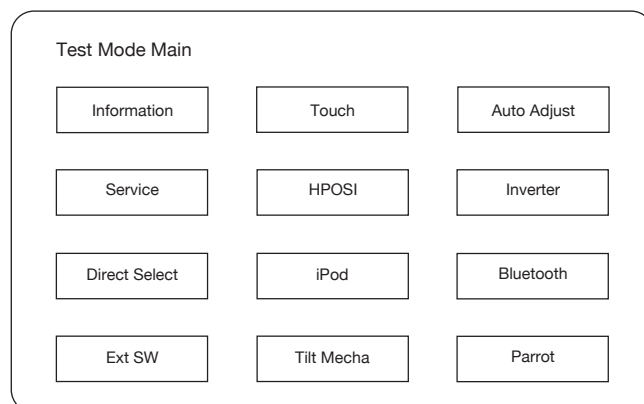 Test Mode Main
Information Touch Auto Adjust
Service HPOSI Inverter
Direct Select iPod Bluetooth
Ext SW Tilt Mecha Parrot